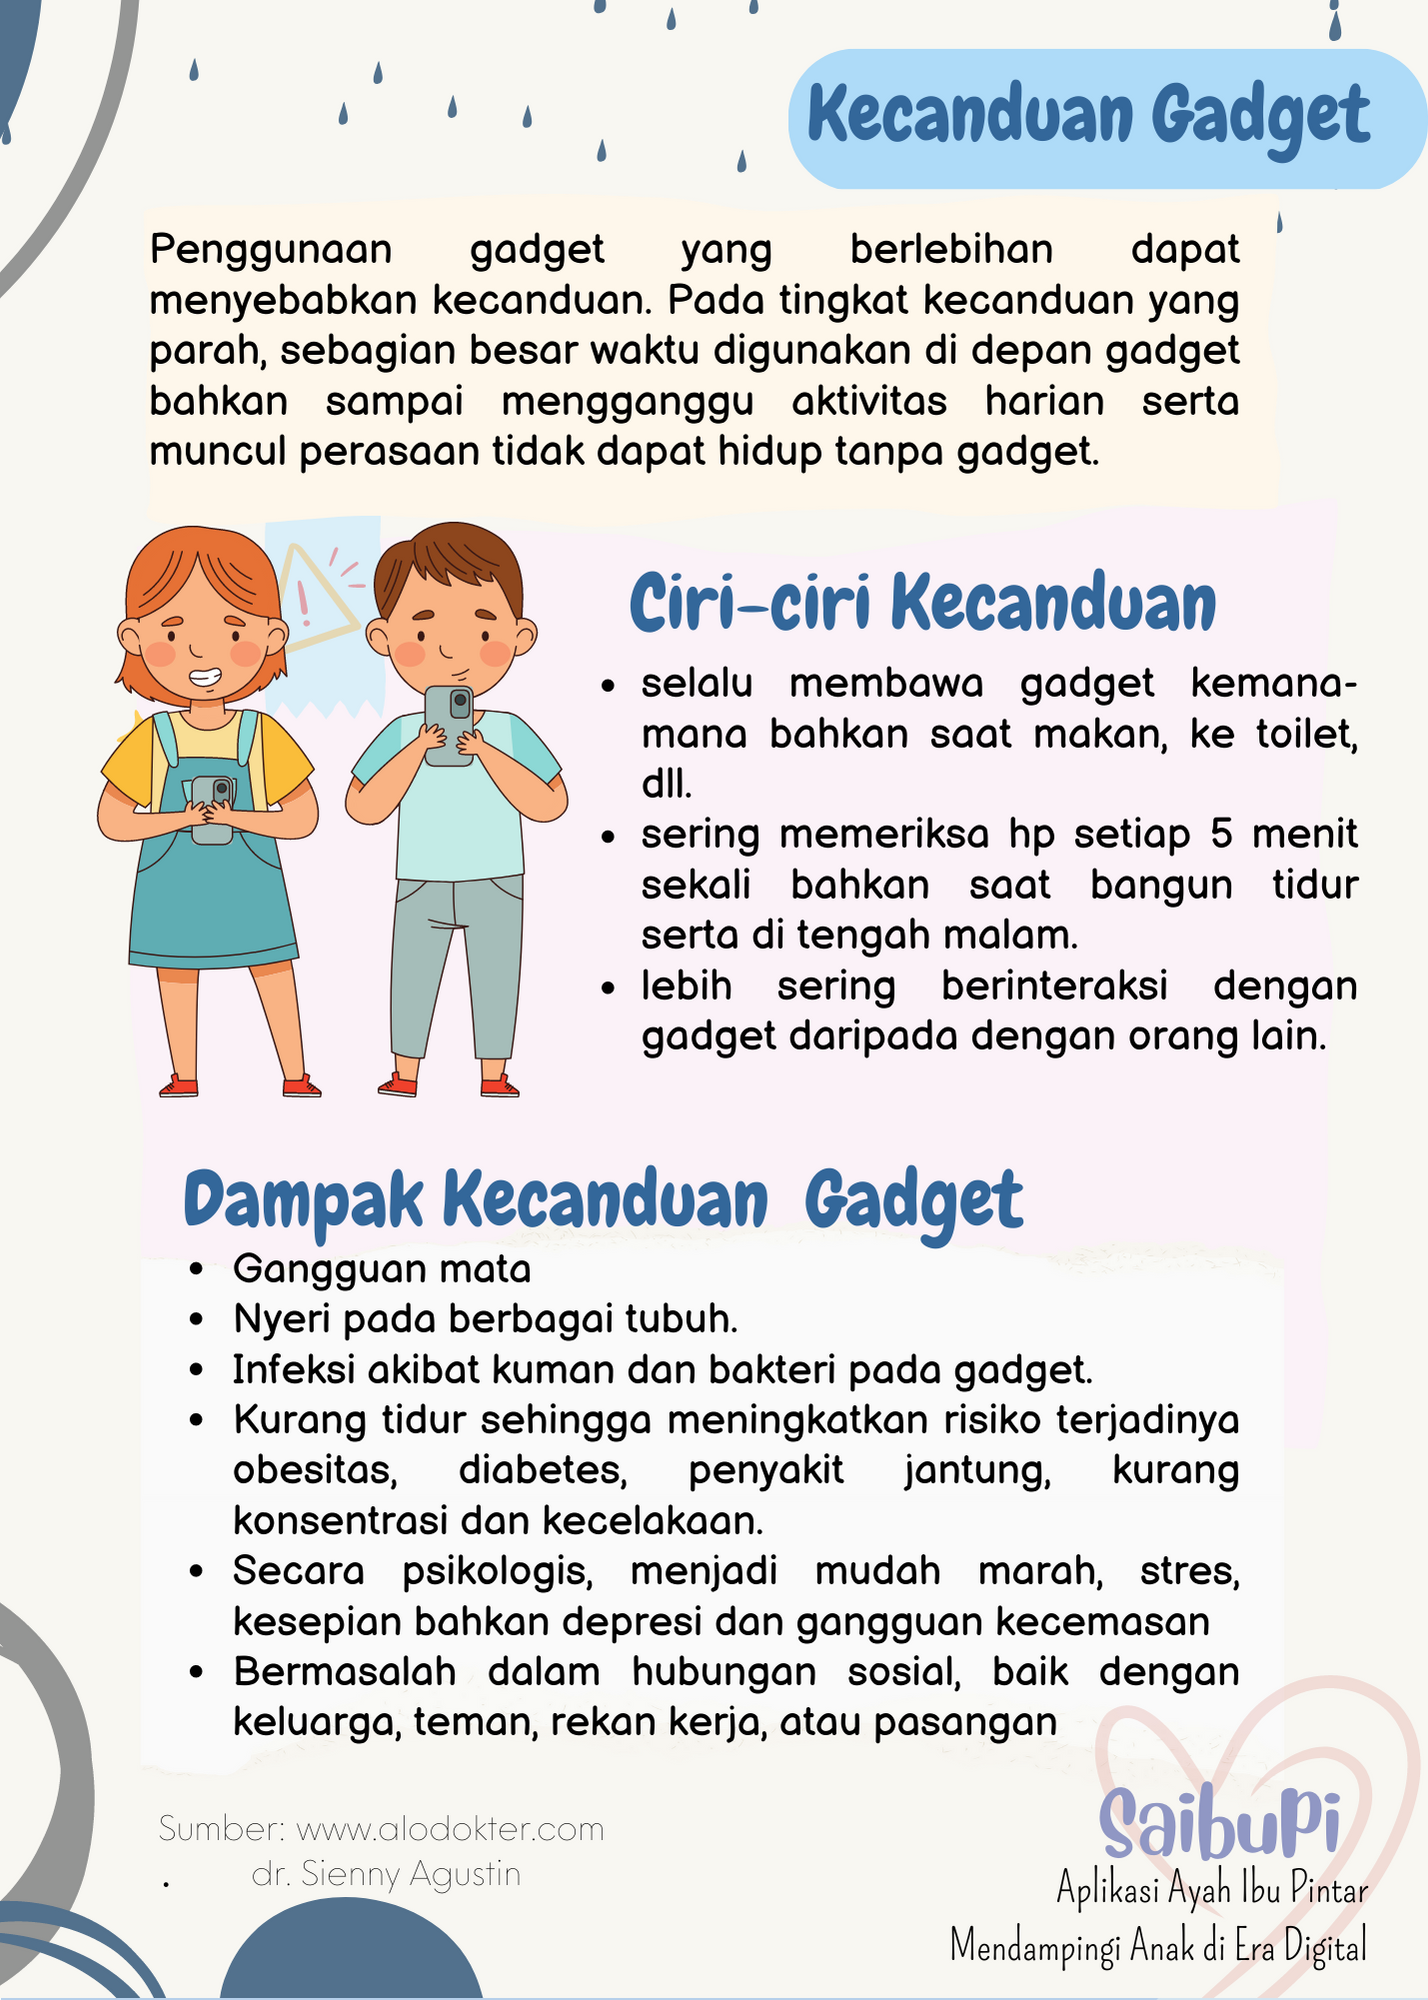 Kecanduan Gadget
Penggunaan gadget yang berlebihan dapat
menyebabkan kecanduan. Pada tingkat kecanduan yang
parah, sebagian besar waktu digunakan di depan gadget
bahkan sampai mengganggu aktivitas harian serta
muncul perasaan tidak dapat hidup tanpa gadget.
Ciri-ciri Kecanduan
• selalu membawa gadget kemana-
mana bahkan saat makan, ke toilet,
dll.
• sering memeriksa hp setiap 5 menit
sekali bahkan saat bangun tidur
serta di tengah malam.
• lebih sering berinteraksi dengan
gadget daripada dengan orang lain.
Dampak Kecanduan Gadget
• Gangguan mata
• Nyeri pada berbagai tubuh.
• Infeksi akibat kuman dan bakteri pada gadget.
• Kurang tidur sehingga meningkatkan risiko terjadinya
obesitas, diabetes, penyakit jantung, kurang
konsentrasi dan kecelakaan.
• Secara psikologis, menjadi mudah marah, stres,
kesepian bahkan depresi dan gangguan kecemasan
• Bermasalah dalam hubungan sosial, baik dengan
keluarga, teman, rekan kerja, atau pasangan
Sumber: www.alodokter.com
. dr. Sienny Agustin
SaibuPi
Aplikasi Ayah Ibu Pintar
Mendampingi Anak di Era Digital